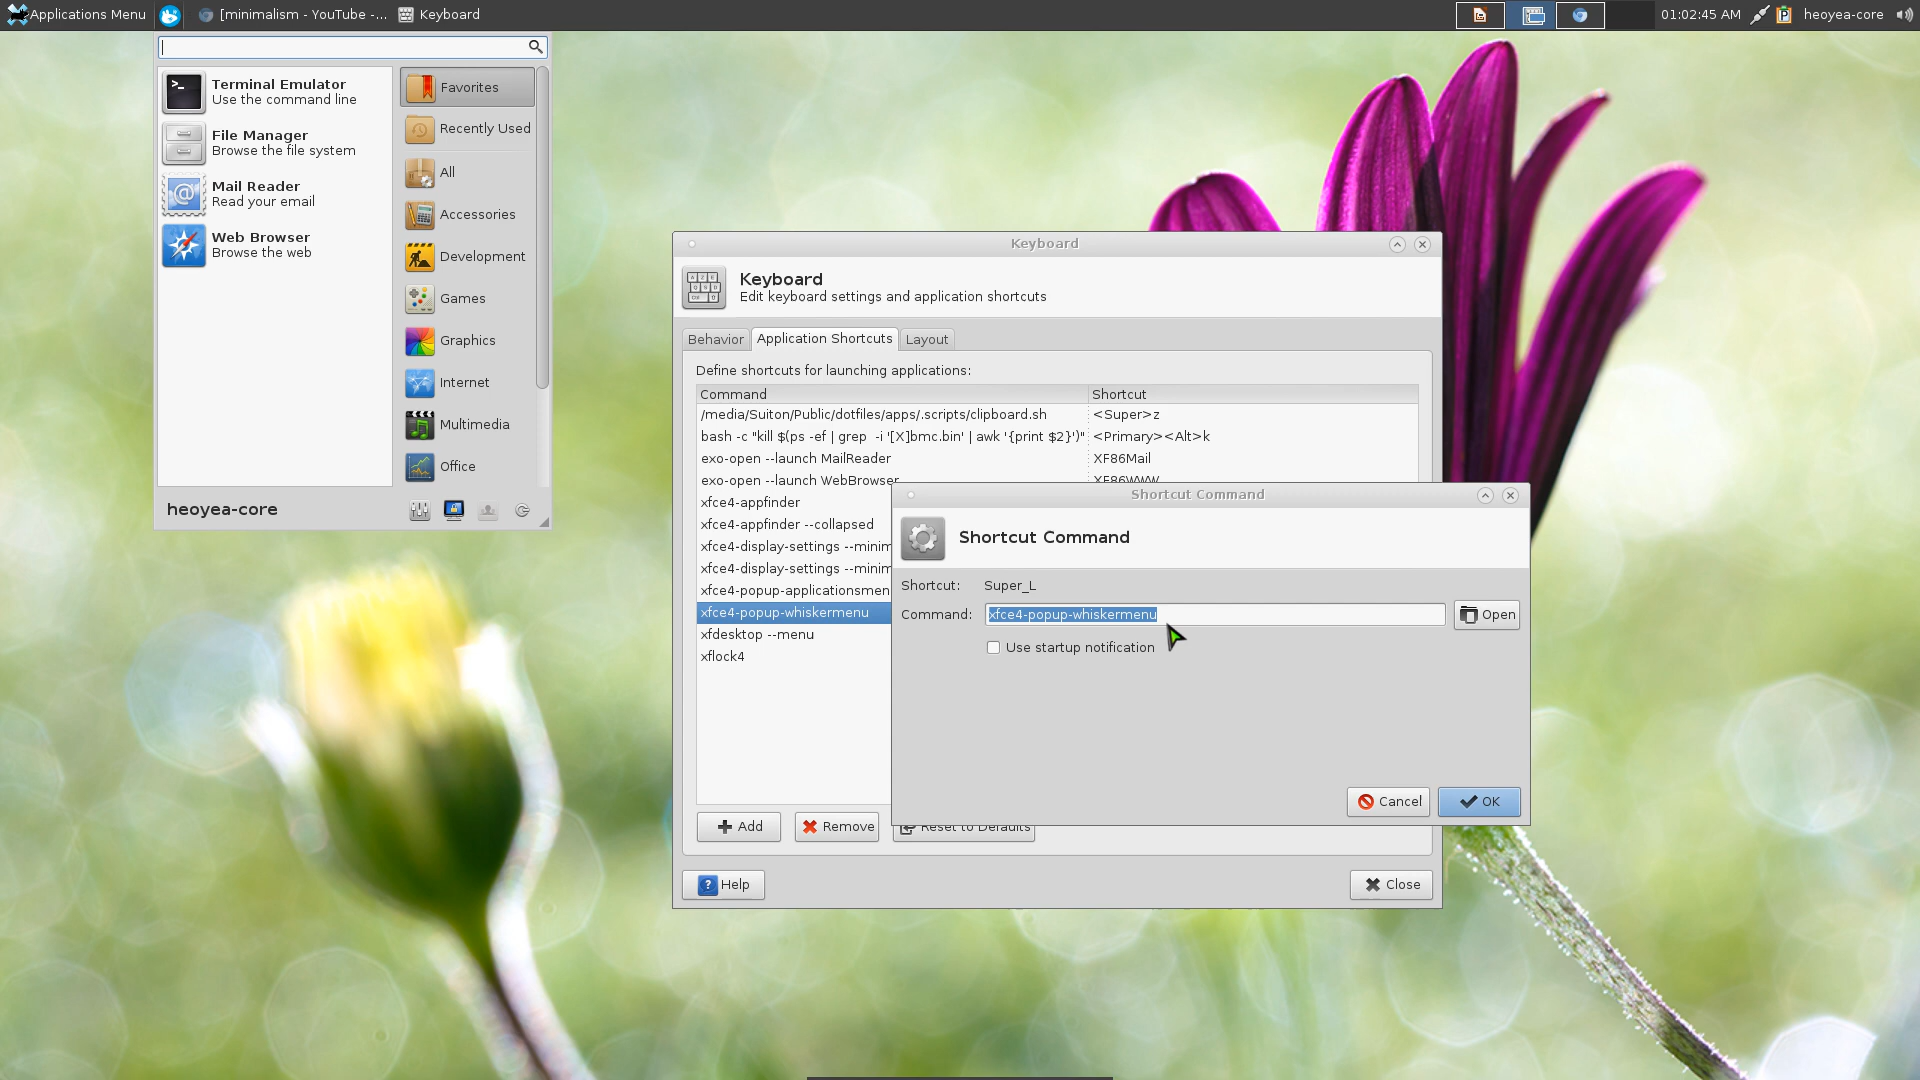 Applications Menu
[minimalism - YouTube -...
Keyboard
01:02:45 AM
heoyea-core
Terminal Emulator
Use the command line
File Manager
Browse the file system
Mail Reader
Read your email
Web Browser
Browse the web
Favorites
Recently Used
All
Accessories
Development
Games
Graphics
Internet
Multimedia
Office
heoyea-core
Keyboard
Keyboard
Edit keyboard settings and application shortcuts
Behavior
Application Shortcuts
Layout
Define shortcuts for launching applications:
Command Shortcut
/media/Suiton/Public/dotfiles/apps/.scripts/clipboard.sh <Super>z
bash -c "kill $(ps -ef | grep -i '[X]bmc.bin' | awk '{print $2}')" <Primary><Alt>k
exo-open --launch MailReader XF86Mail
exo-open --launch WebBrowser XF86WWW
xfce4-appfinder
xfce4-appfinder --collapsed
xfce4-display-settings --minim
xfce4-display-settings --minim
xfce4-popup-applicationsmen
xfce4-popup-whiskermenu
xfdesktop --menu
xflock4
Add
Remove
Reset to Defaults
Help
Close
Shortcut Command
Shortcut Command
Shortcut: Super_L
Command: xfce4-popup-whiskermenu
Open
Use startup notification
Cancel
OK